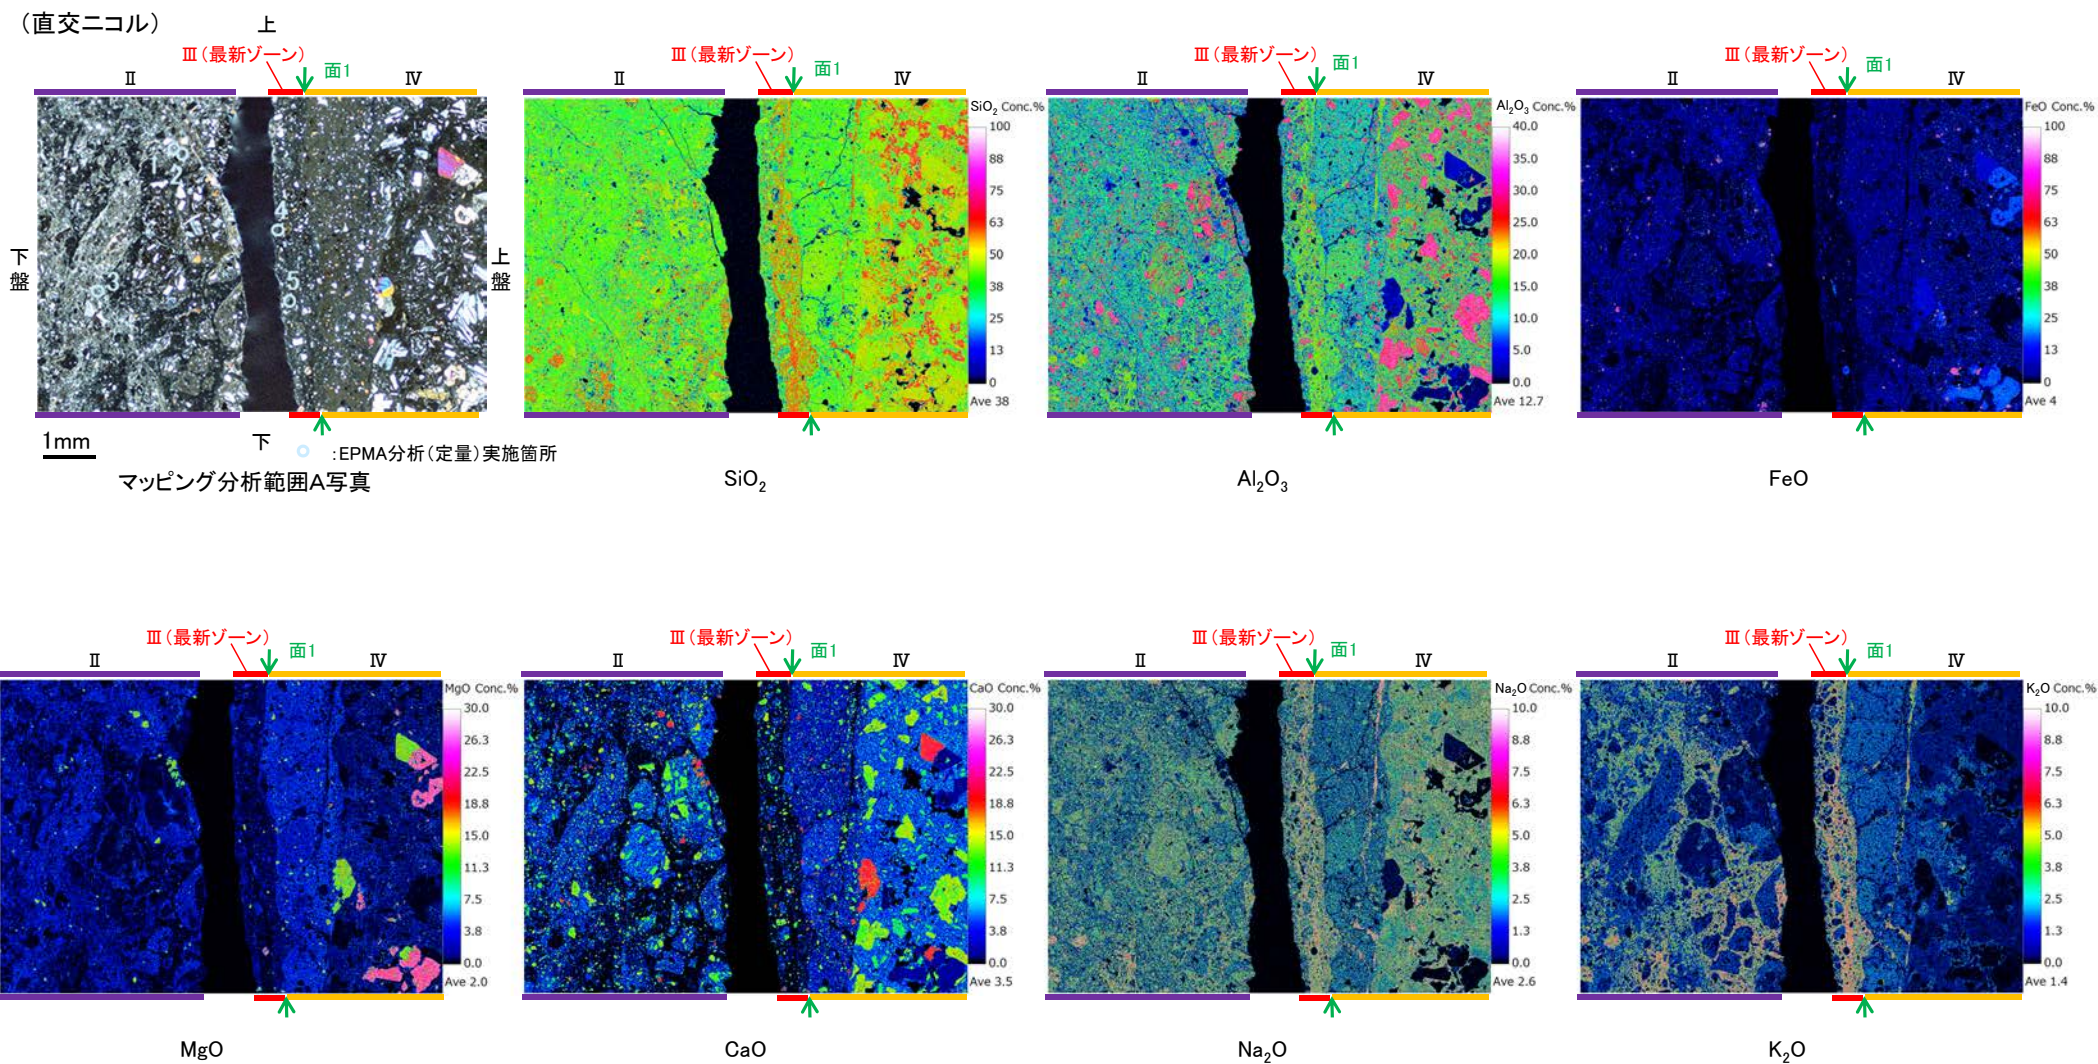 (直交ニコル)
上
Ⅲ(最新ゾーン)
面1
Ⅱ
Ⅳ
下盤
上盤
1
2
3
4
5
1mm
下
:EPMA分析(定量)実施箇所
マッピング分析範囲A写真
Ⅲ(最新ゾーン)
面1
Ⅱ
Ⅳ
SiO₂ Conc.%
100
88
75
63
50
38
25
13
0
Ave 38
SiO₂
Ⅲ(最新ゾーン)
面1
Ⅱ
Ⅳ
Al₂O₃ Conc.%
40.0
35.0
30.0
25.0
20.0
15.0
10.0
5.0
0.0
Ave 12.7
Al₂O₃
Ⅲ(最新ゾーン)
面1
Ⅱ
Ⅳ
FeO Conc.%
100
88
75
63
50
38
25
13
0
Ave 4
FeO
Ⅲ(最新ゾーン)
面1
Ⅱ
Ⅳ
MgO Conc.%
30.0
26.3
22.5
18.8
15.0
11.3
7.5
3.8
0.0
Ave 2.0
MgO
Ⅲ(最新ゾーン)
面1
Ⅱ
Ⅳ
CaO Conc.%
30.0
26.3
22.5
18.8
15.0
11.3
7.5
3.8
0.0
Ave 3.5
CaO
Ⅲ(最新ゾーン)
面1
Ⅱ
Ⅳ
Na₂O Conc.%
10.0
8.8
7.5
6.3
5.0
3.8
2.5
1.3
0.0
Ave 2.6
Na₂O
Ⅲ(最新ゾーン)
面1
Ⅱ
Ⅳ
K₂O Conc.%
10.0
8.8
7.5
6.3
5.0
3.8
2.5
1.3
0.0
Ave 1.4
K₂O